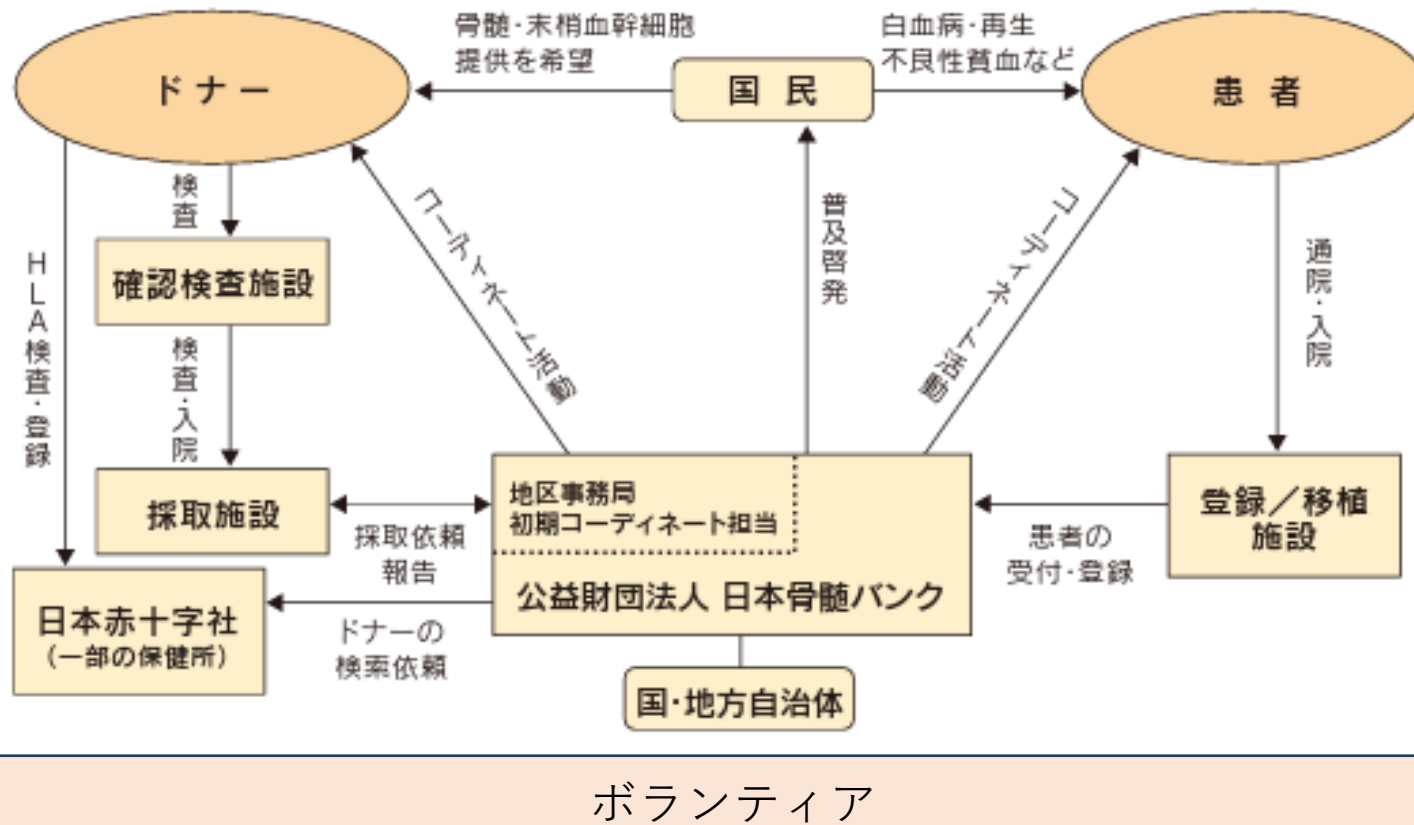 骨髄・末梢血幹細胞
提供を希望
白血病・再生
不良性貧血など
ドナー
国民
患者
検査
コーディネート活動
普及啓発
コーディネート活動
通院・入院
HLA検査・登録
確認検査施設
検査・入院
採取施設
採取依頼
報告
地区事務局
初期コーディネート担当
公益財団法人 日本骨髄バンク
患者の
受付・登録
登録／移植
施設
日本赤十字社
（一部の保健所）
ドナーの
検索依頼
国・地方自治体
ボランティア